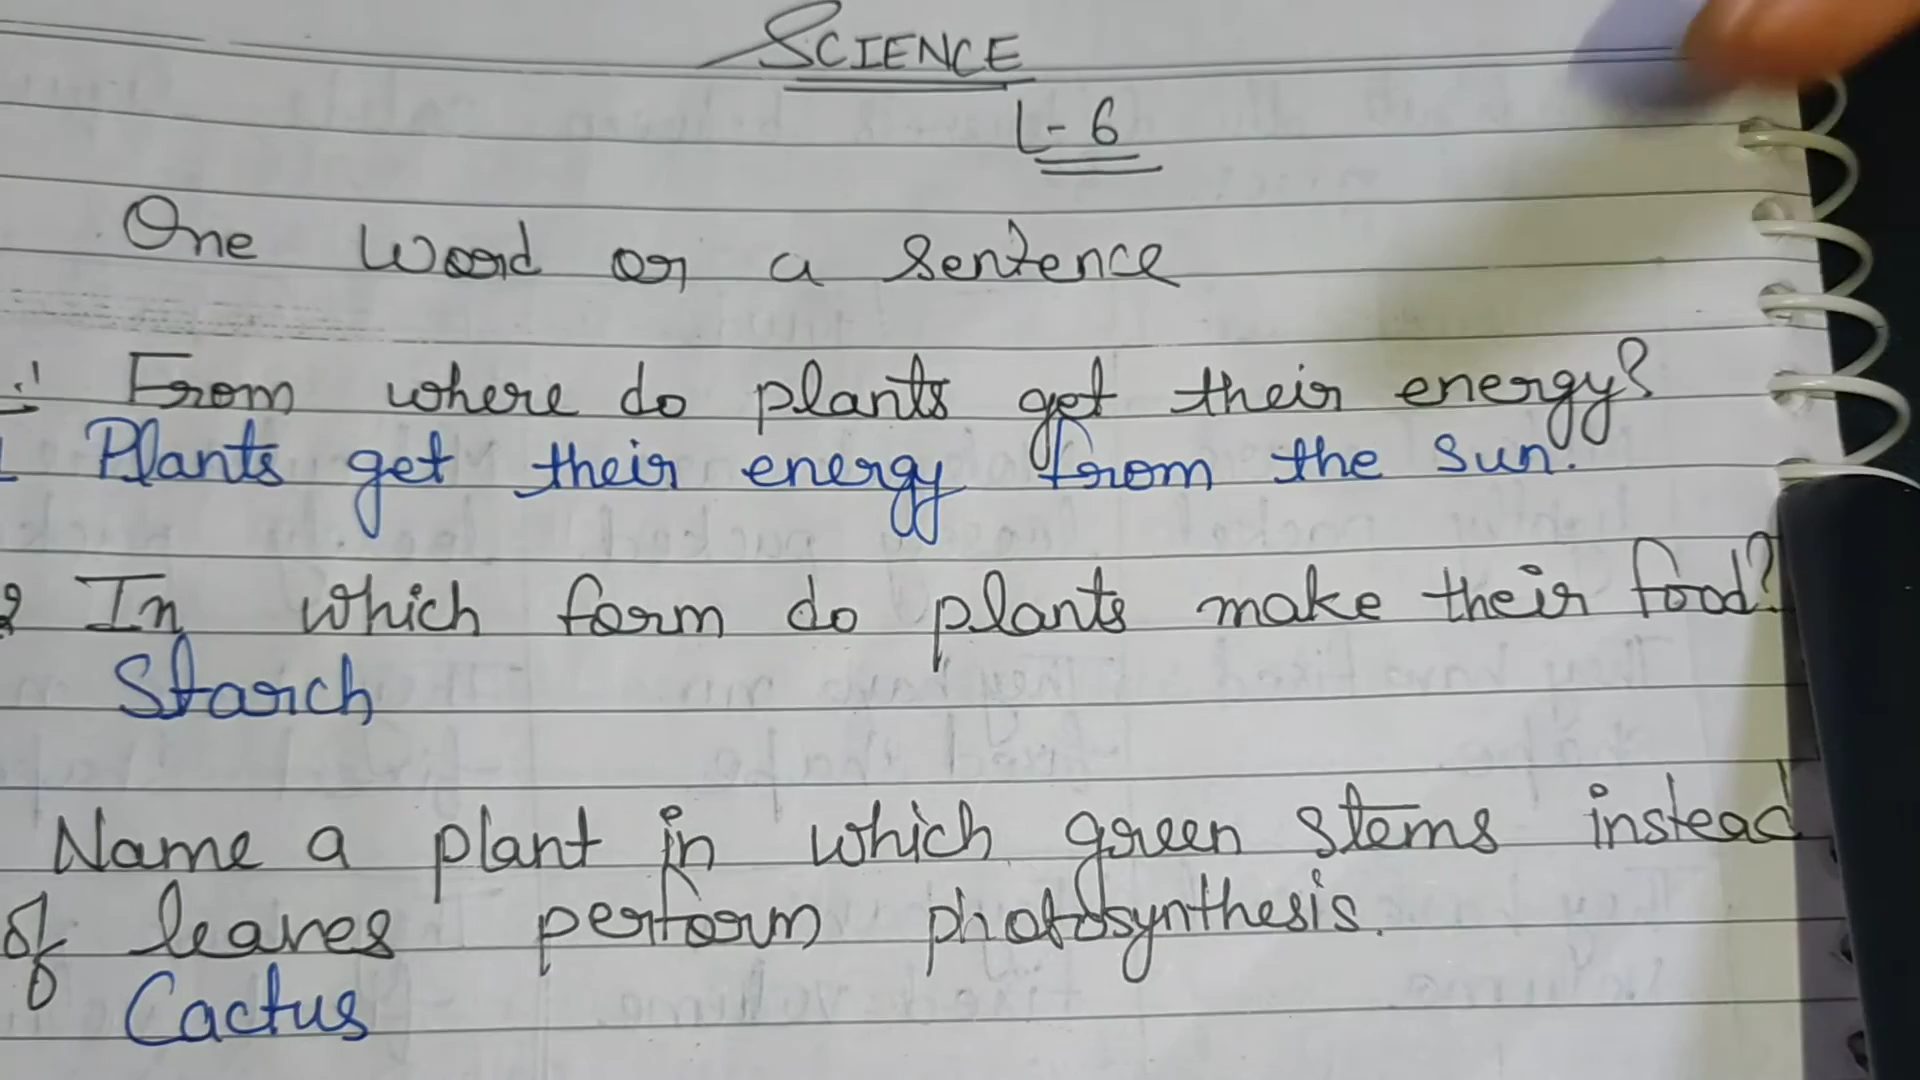 SCIENCE
L-6
One Word or a sentence
From where do plants get their energy?
Plants get their energy from the sun.
2 In which form do plants make their food?
Starch
Name a plant in which green stems instead
of leaves perform photosynthesis.
Cactus